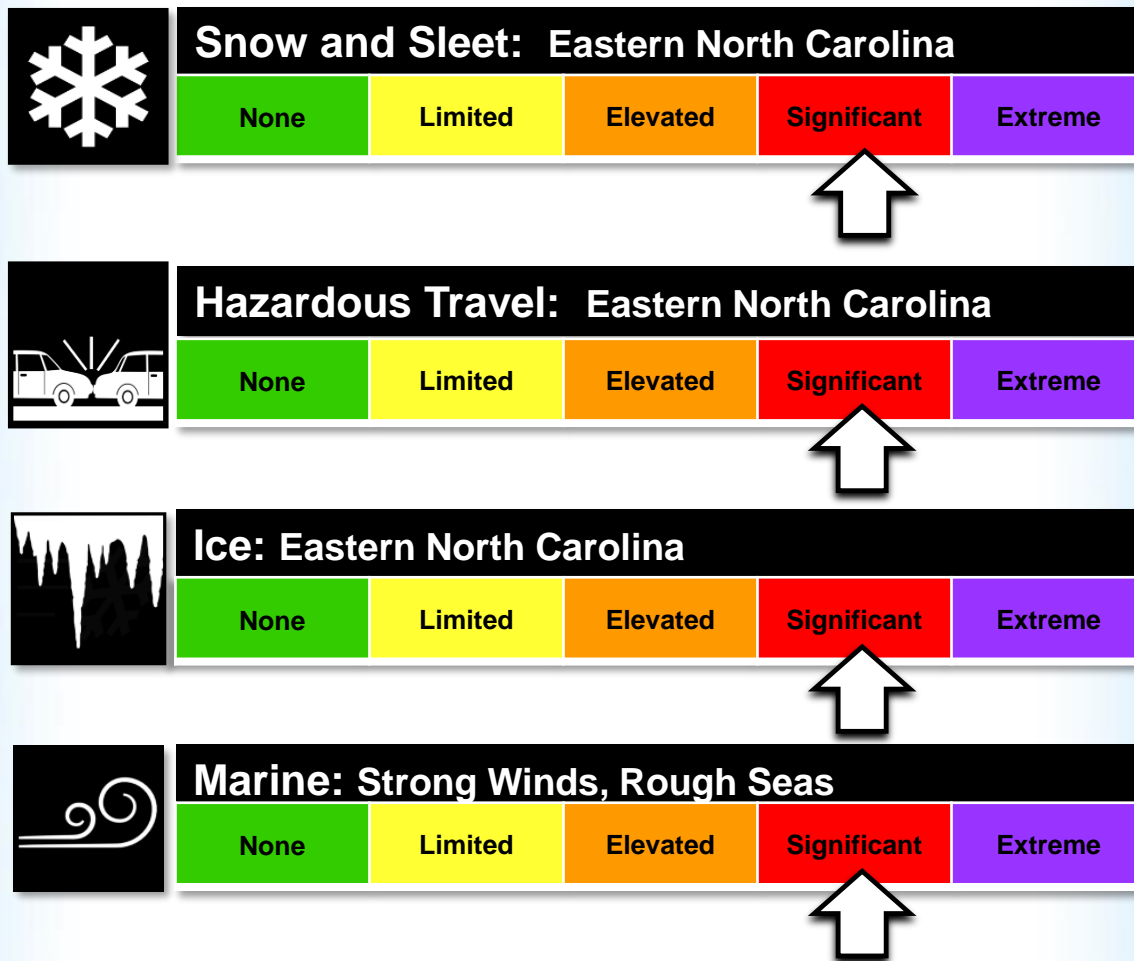 Snow and Sleet: Eastern North Carolina
None Limited Elevated Significant Extreme
Hazardous Travel: Eastern North Carolina
None Limited Elevated Significant Extreme
Ice: Eastern North Carolina
None Limited Elevated Significant Extreme
Marine: Strong Winds, Rough Seas
None Limited Elevated Significant Extreme